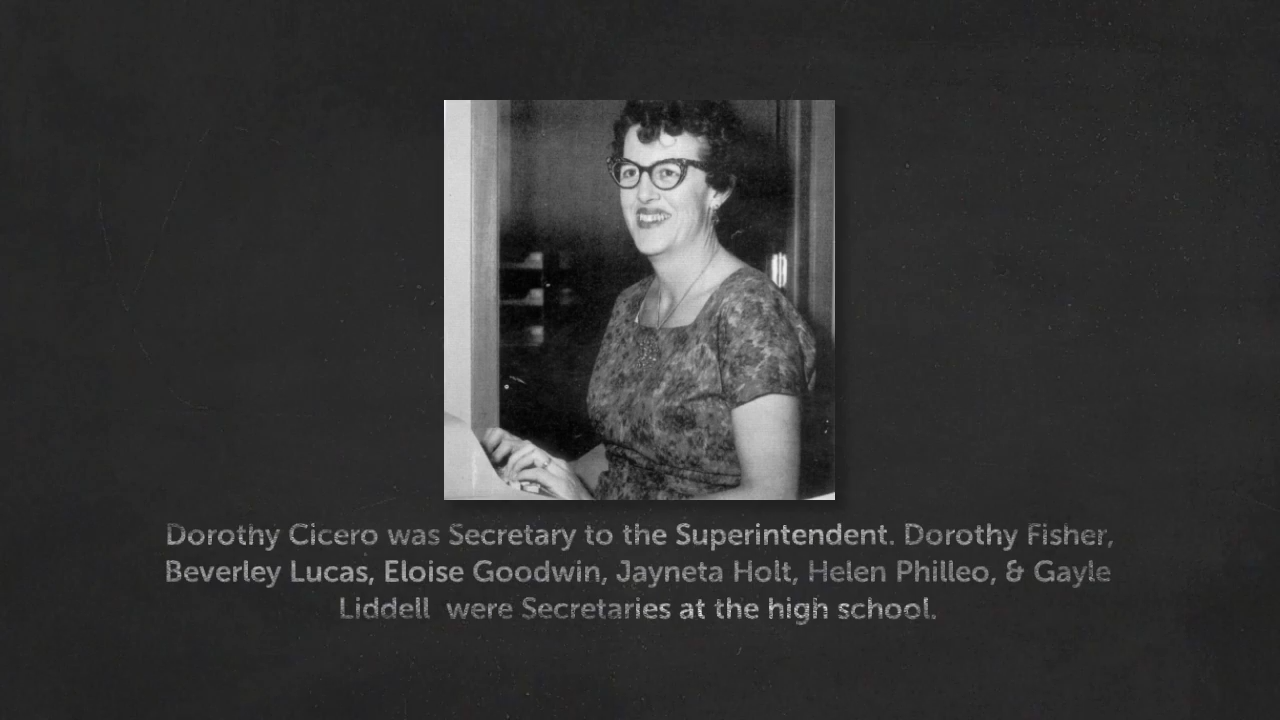 Dorothy Cicero was Secretary to the Superintendent. Dorothy Fisher,
Beverley Lucas, Eloise Goodwin, Jayneta Holt, Helen Philleo, & Gayle
Liddell  were Secretaries at the high school.